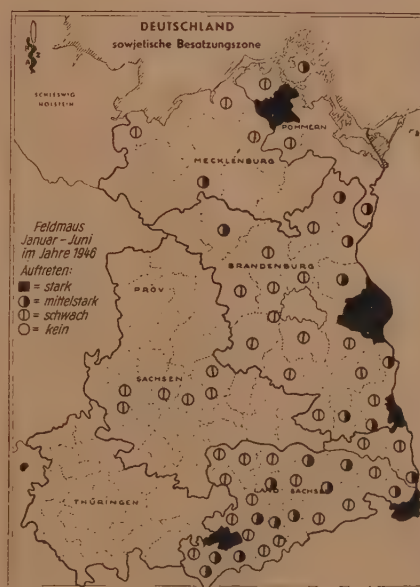 DEUTSCHLAND
sowjetische Besatzungszone
SCHLESWIG
HOLSTEIN
POMMERN
MECKLENBURG
Feldmaus
Januar – Juni
im Jahre 1946
Auftreten:
= stark
= mittelstark
= schwach
= kein
BRANDENBURG
PROV.
SACHSEN
LAND-SACHSEN
THÜRINGEN